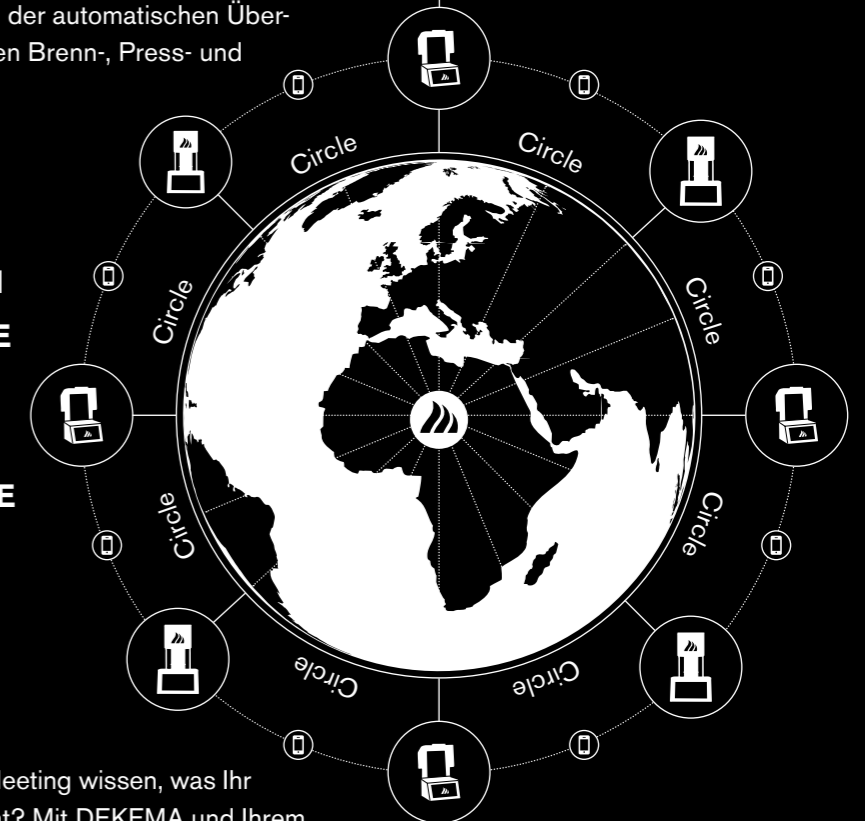 der automatischen Über-
en Brenn-, Press- und
Circle
Circle
Circle
Circle
E
Circle
Circle
E
Circle
Circle
eeting wissen, was Ihr
t? Mit DEKEMA und Ihrem